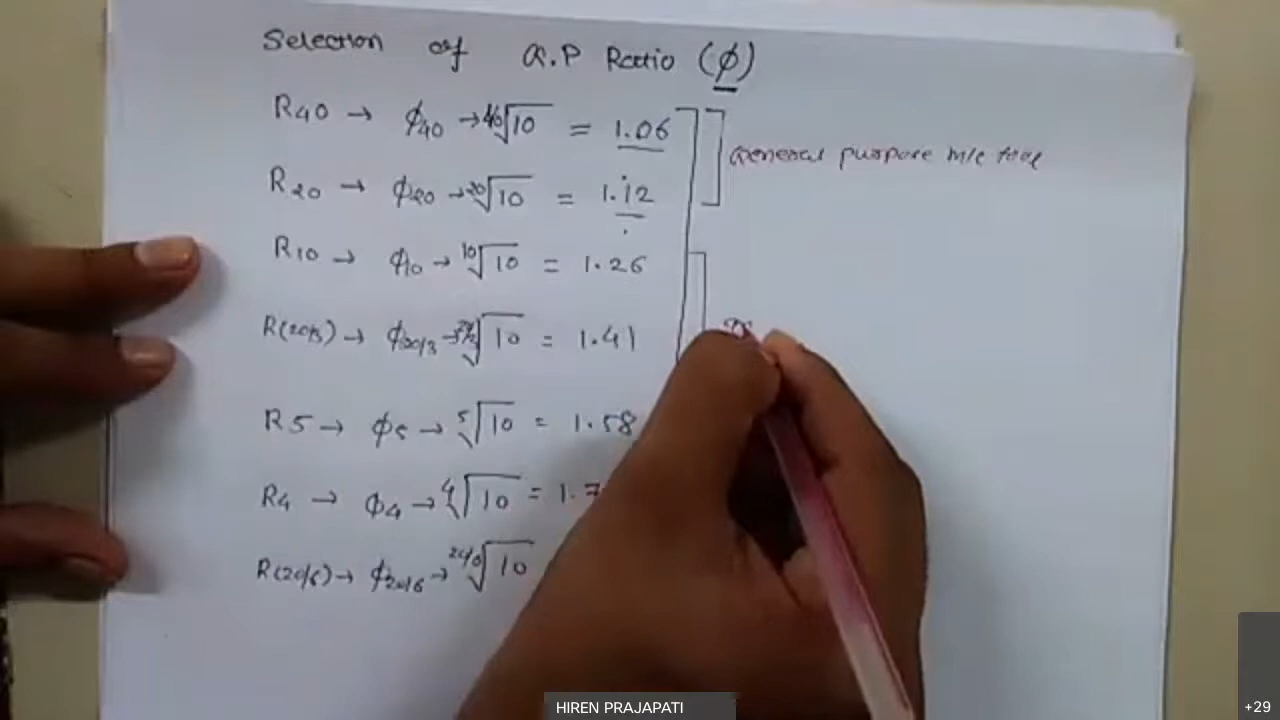 Selection of G.P Ratio (φ)
R40 → φ40 → ⁴⁰√10 = 1.06
General purpose m/c tool
R20 → φ20 → ²⁰√10 = 1.12
R10 → φ10 → ¹⁰√10 = 1.26
R(20/3) → φ20/3 → ²⁰/³√10 = 1.41
R5 → φ5 → ⁵√10 = 1.58
R4 → φ4 → ⁴√10 = 1.7
R(20/6) → φ20/6 → ²⁰/⁶√10
HIREN PRAJAPATI
+29